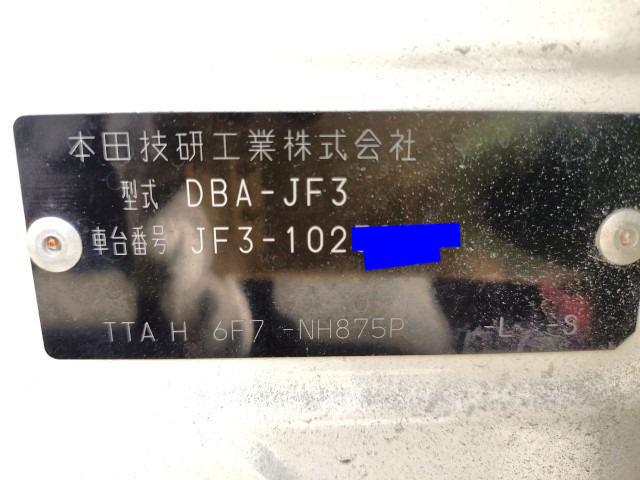 本田技研工業株式会社
型式 DBA-JF3
車台番号 JF3-102
TTA H 6F7 -NH875P -L -S